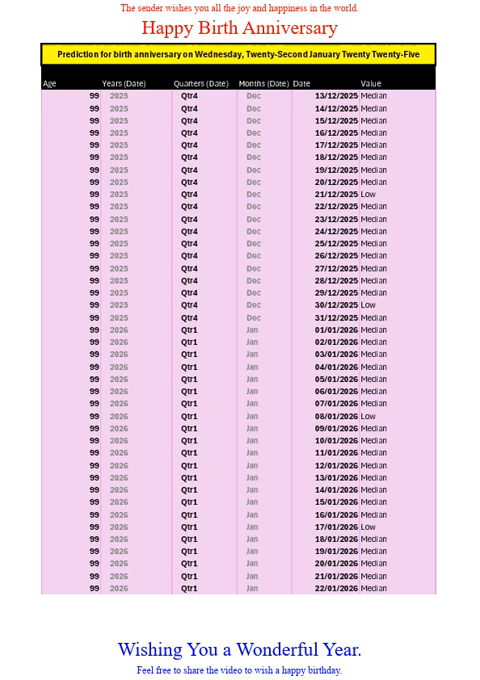 The sender wishes you all the joy and happiness in the world.
Happy Birth Anniversary
Prediction for birth anniversary on Wednesday, Twenty-Second January Twenty Twenty-Five
Age Years (Date) Quarters (Date) Months (Date) Date Value
99 2025 Qtr4 Dec 13/12/2025 Median
99 2025 Qtr4 Dec 14/12/2025 Median
99 2025 Qtr4 Dec 15/12/2025 Median
99 2025 Qtr4 Dec 16/12/2025 Median
99 2025 Qtr4 Dec 17/12/2025 Median
99 2025 Qtr4 Dec 18/12/2025 Median
99 2025 Qtr4 Dec 19/12/2025 Median
99 2025 Qtr4 Dec 20/12/2025 Median
99 2025 Qtr4 Dec 21/12/2025 Low
99 2025 Qtr4 Dec 22/12/2025 Median
99 2025 Qtr4 Dec 23/12/2025 Median
99 2025 Qtr4 Dec 24/12/2025 Median
99 2025 Qtr4 Dec 25/12/2025 Median
99 2025 Qtr4 Dec 26/12/2025 Median
99 2025 Qtr4 Dec 27/12/2025 Median
99 2025 Qtr4 Dec 28/12/2025 Median
99 2025 Qtr4 Dec 29/12/2025 Median
99 2025 Qtr4 Dec 30/12/2025 Low
99 2025 Qtr4 Dec 31/12/2025 Median
99 2026 Qtr1 Jan 01/01/2026 Median
99 2026 Qtr1 Jan 02/01/2026 Median
99 2026 Qtr1 Jan 03/01/2026 Median
99 2026 Qtr1 Jan 04/01/2026 Median
99 2026 Qtr1 Jan 05/01/2026 Median
99 2026 Qtr1 Jan 06/01/2026 Median
99 2026 Qtr1 Jan 07/01/2026 Median
99 2026 Qtr1 Jan 08/01/2026 Low
99 2026 Qtr1 Jan 09/01/2026 Median
99 2026 Qtr1 Jan 10/01/2026 Median
99 2026 Qtr1 Jan 11/01/2026 Median
99 2026 Qtr1 Jan 12/01/2026 Median
99 2026 Qtr1 Jan 13/01/2026 Median
99 2026 Qtr1 Jan 14/01/2026 Median
99 2026 Qtr1 Jan 15/01/2026 Median
99 2026 Qtr1 Jan 16/01/2026 Median
99 2026 Qtr1 Jan 17/01/2026 Low
99 2026 Qtr1 Jan 18/01/2026 Median
99 2026 Qtr1 Jan 19/01/2026 Median
99 2026 Qtr1 Jan 20/01/2026 Median
99 2026 Qtr1 Jan 21/01/2026 Median
99 2026 Qtr1 Jan 22/01/2026 Median
Wishing You a Wonderful Year.
Feel free to share the video to wish a happy birthday.